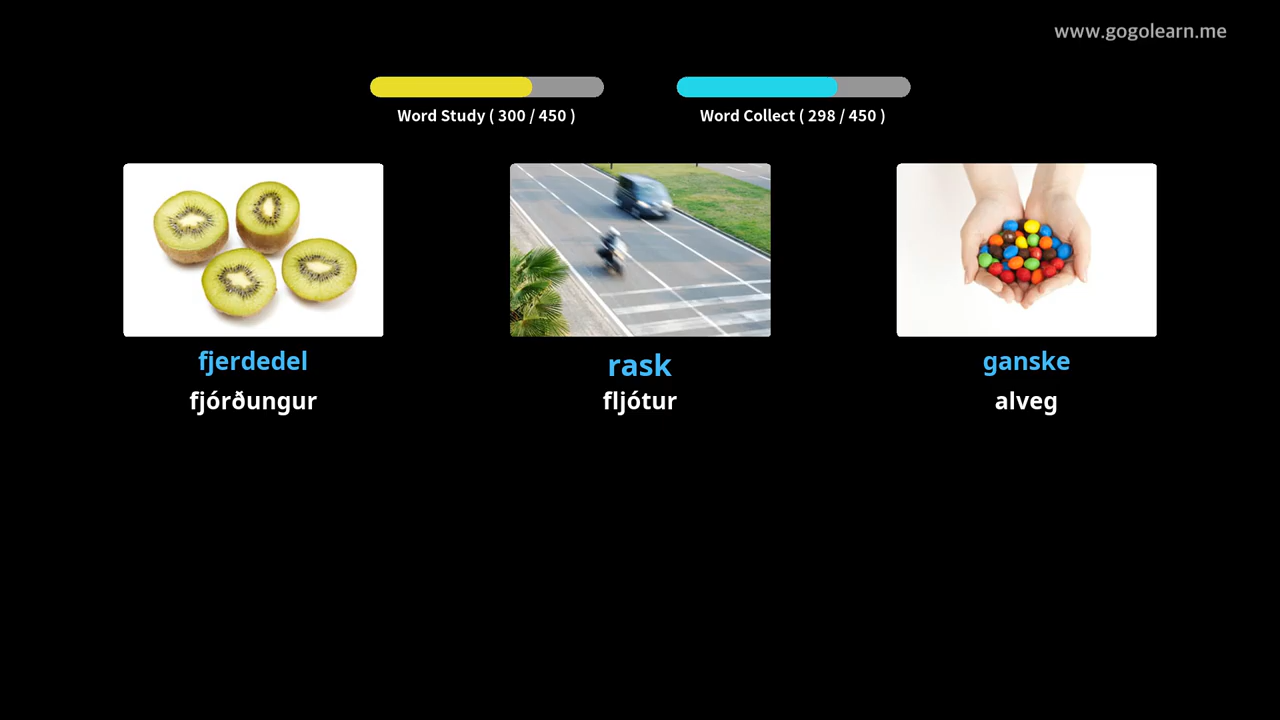 www.gogolearn.me
Word Study ( 300 / 450 )
Word Collect ( 298 / 450 )
fjerdedel
fjórðungur
rask
fljótur
ganske
alveg